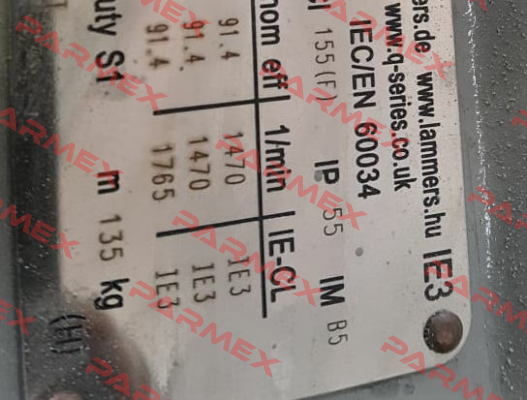 ers.de www.lammers.hu IE3
www.q-series.co.uk
IEC/EN 60034
155(F) IP 55 IM B5
nom eff 1/min IE-CL
91.4 1470 IE3
91.4 1470 IE3
91.4 1765 IE3
uty S1 m 135 kg
(H)
PARMEX